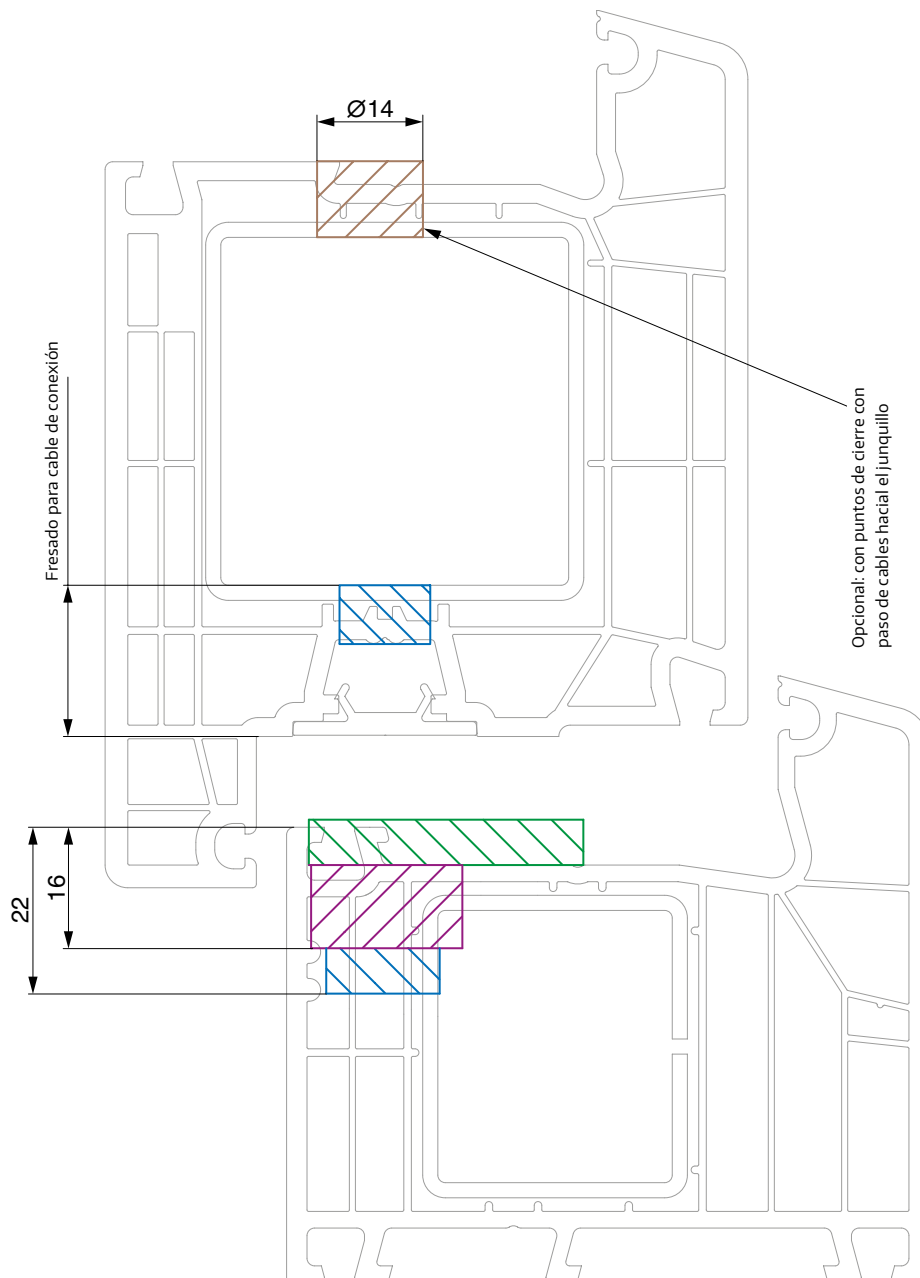 Ø14
Fresado para cable de conexión
Opcional: con puntos de cierre con
paso de cables hacial el junquillo
22
16